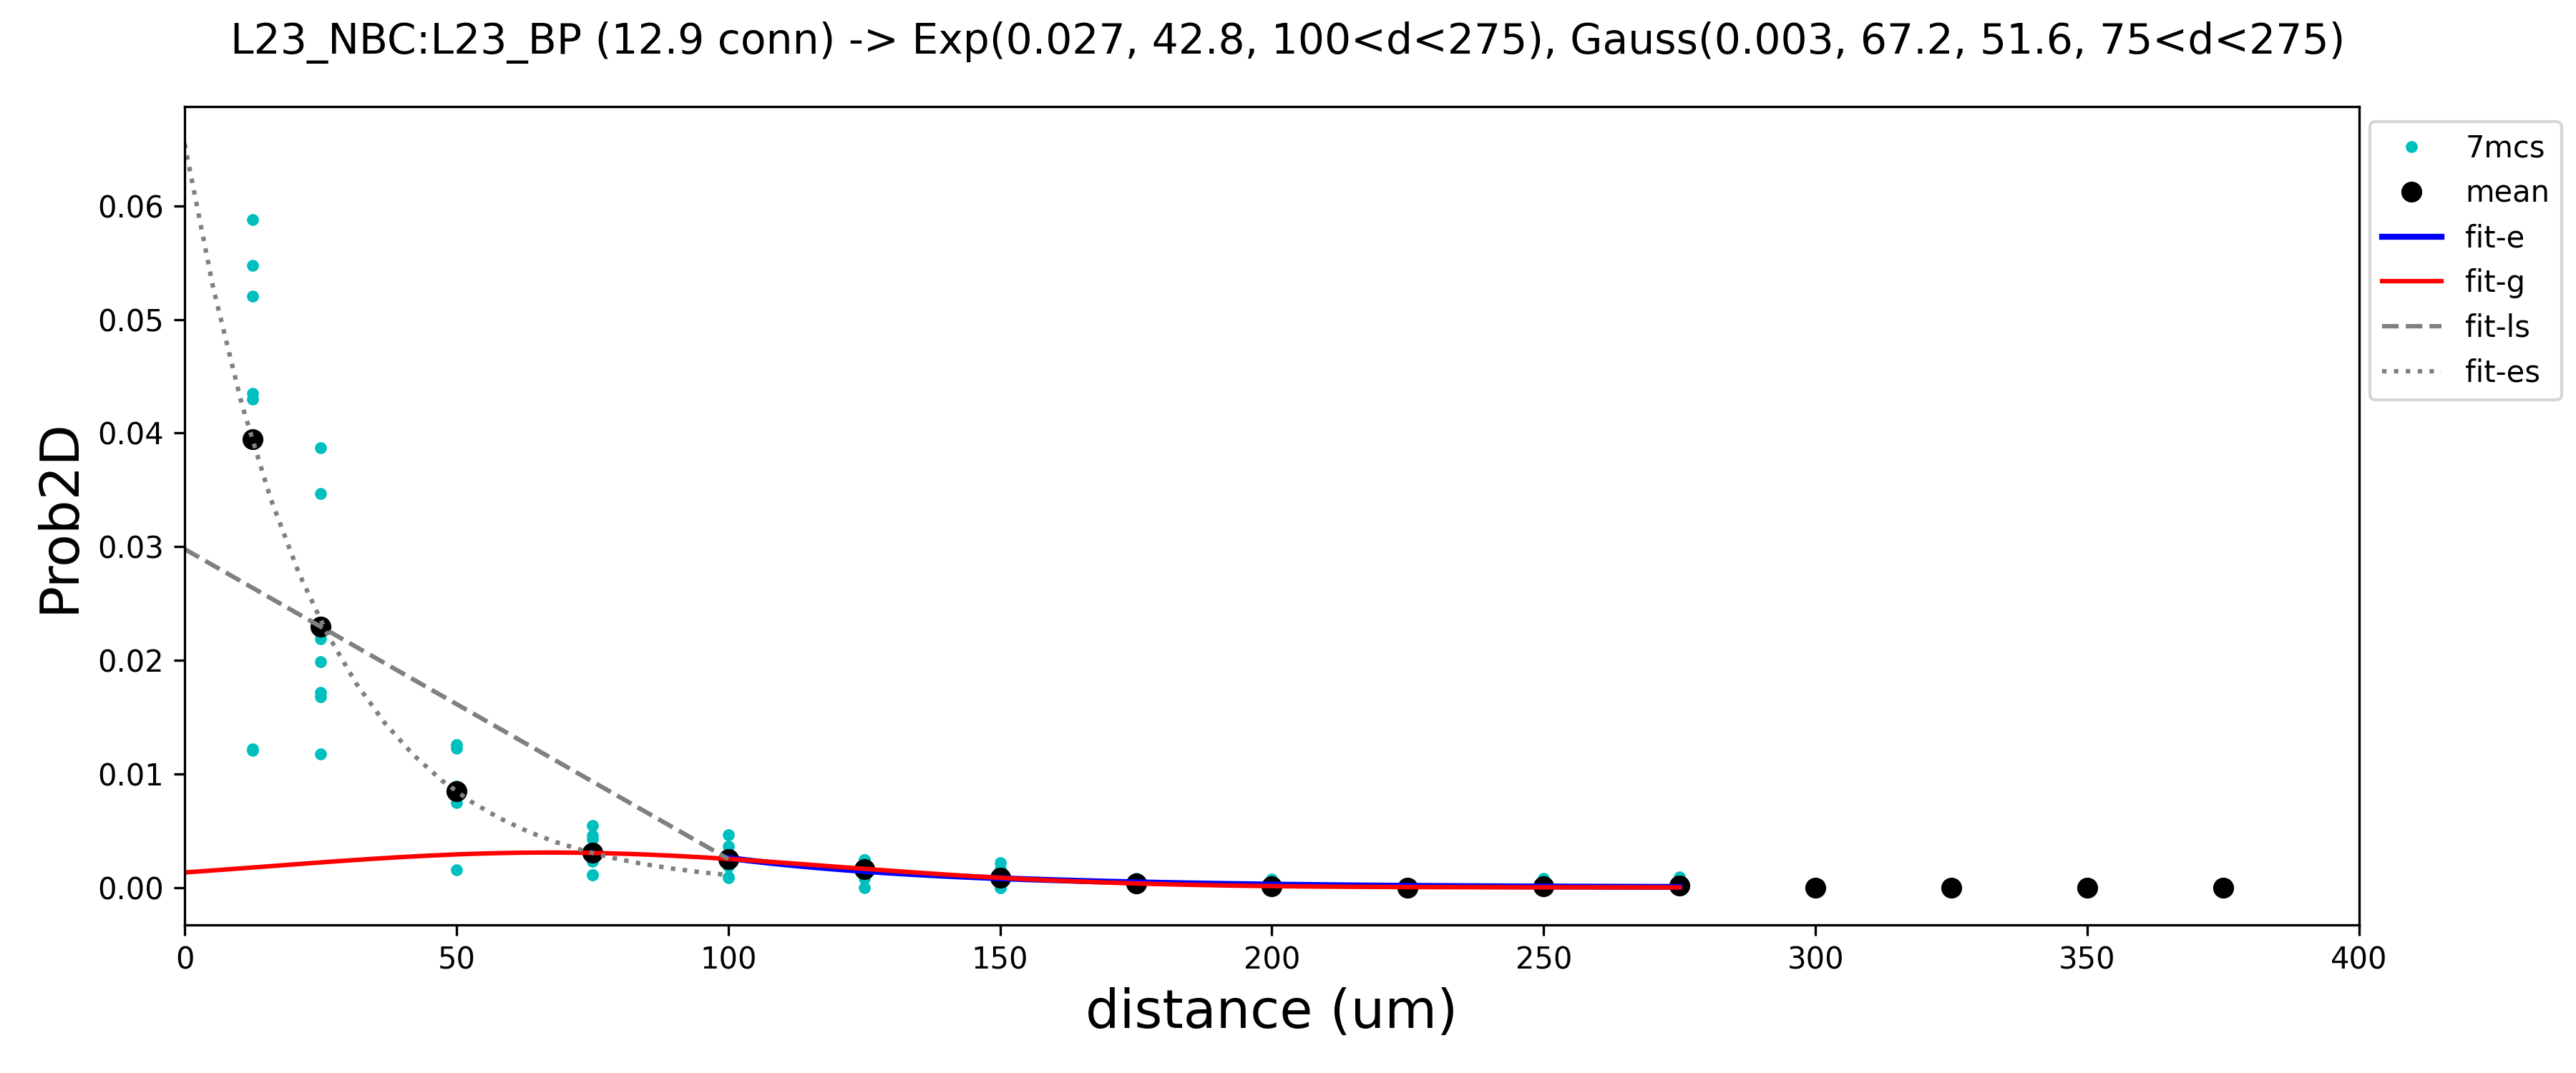 L23_NBC:L23_BP (12.9 conn) -> Exp(0.027, 42.8, 100<d<275), Gauss(0.003, 67.2, 51.6, 75<d<275)
7mcs
mean
fit-e
fit-g
fit-ls
fit-es
Prob2D
0.06
0.05
0.04
0.03
0.02
0.01
0.00
0 50 100 150 200 250 300 350 400
distance (um)